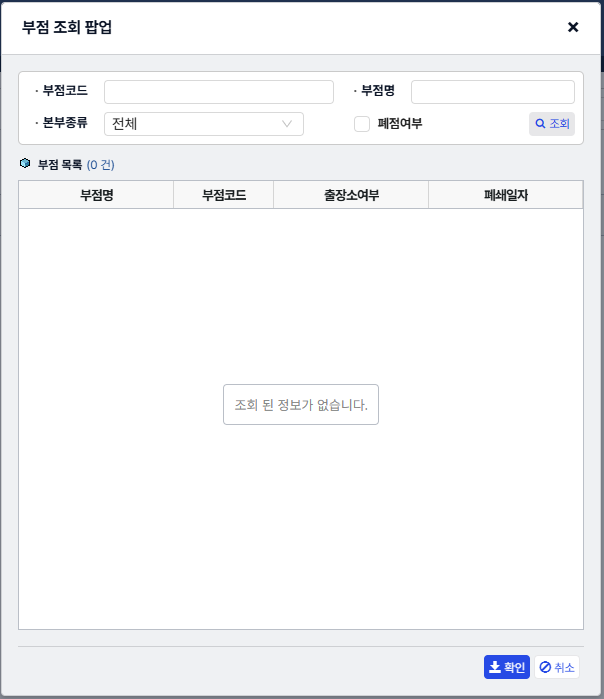 부점 조회 팝업
· 부점코드 · 부점명
· 본부종류 전체 폐점여부 조회
부점 목록 (0 건)
부점명 부점코드 출장소여부 폐쇄일자
조회 된 정보가 없습니다.
확인 취소